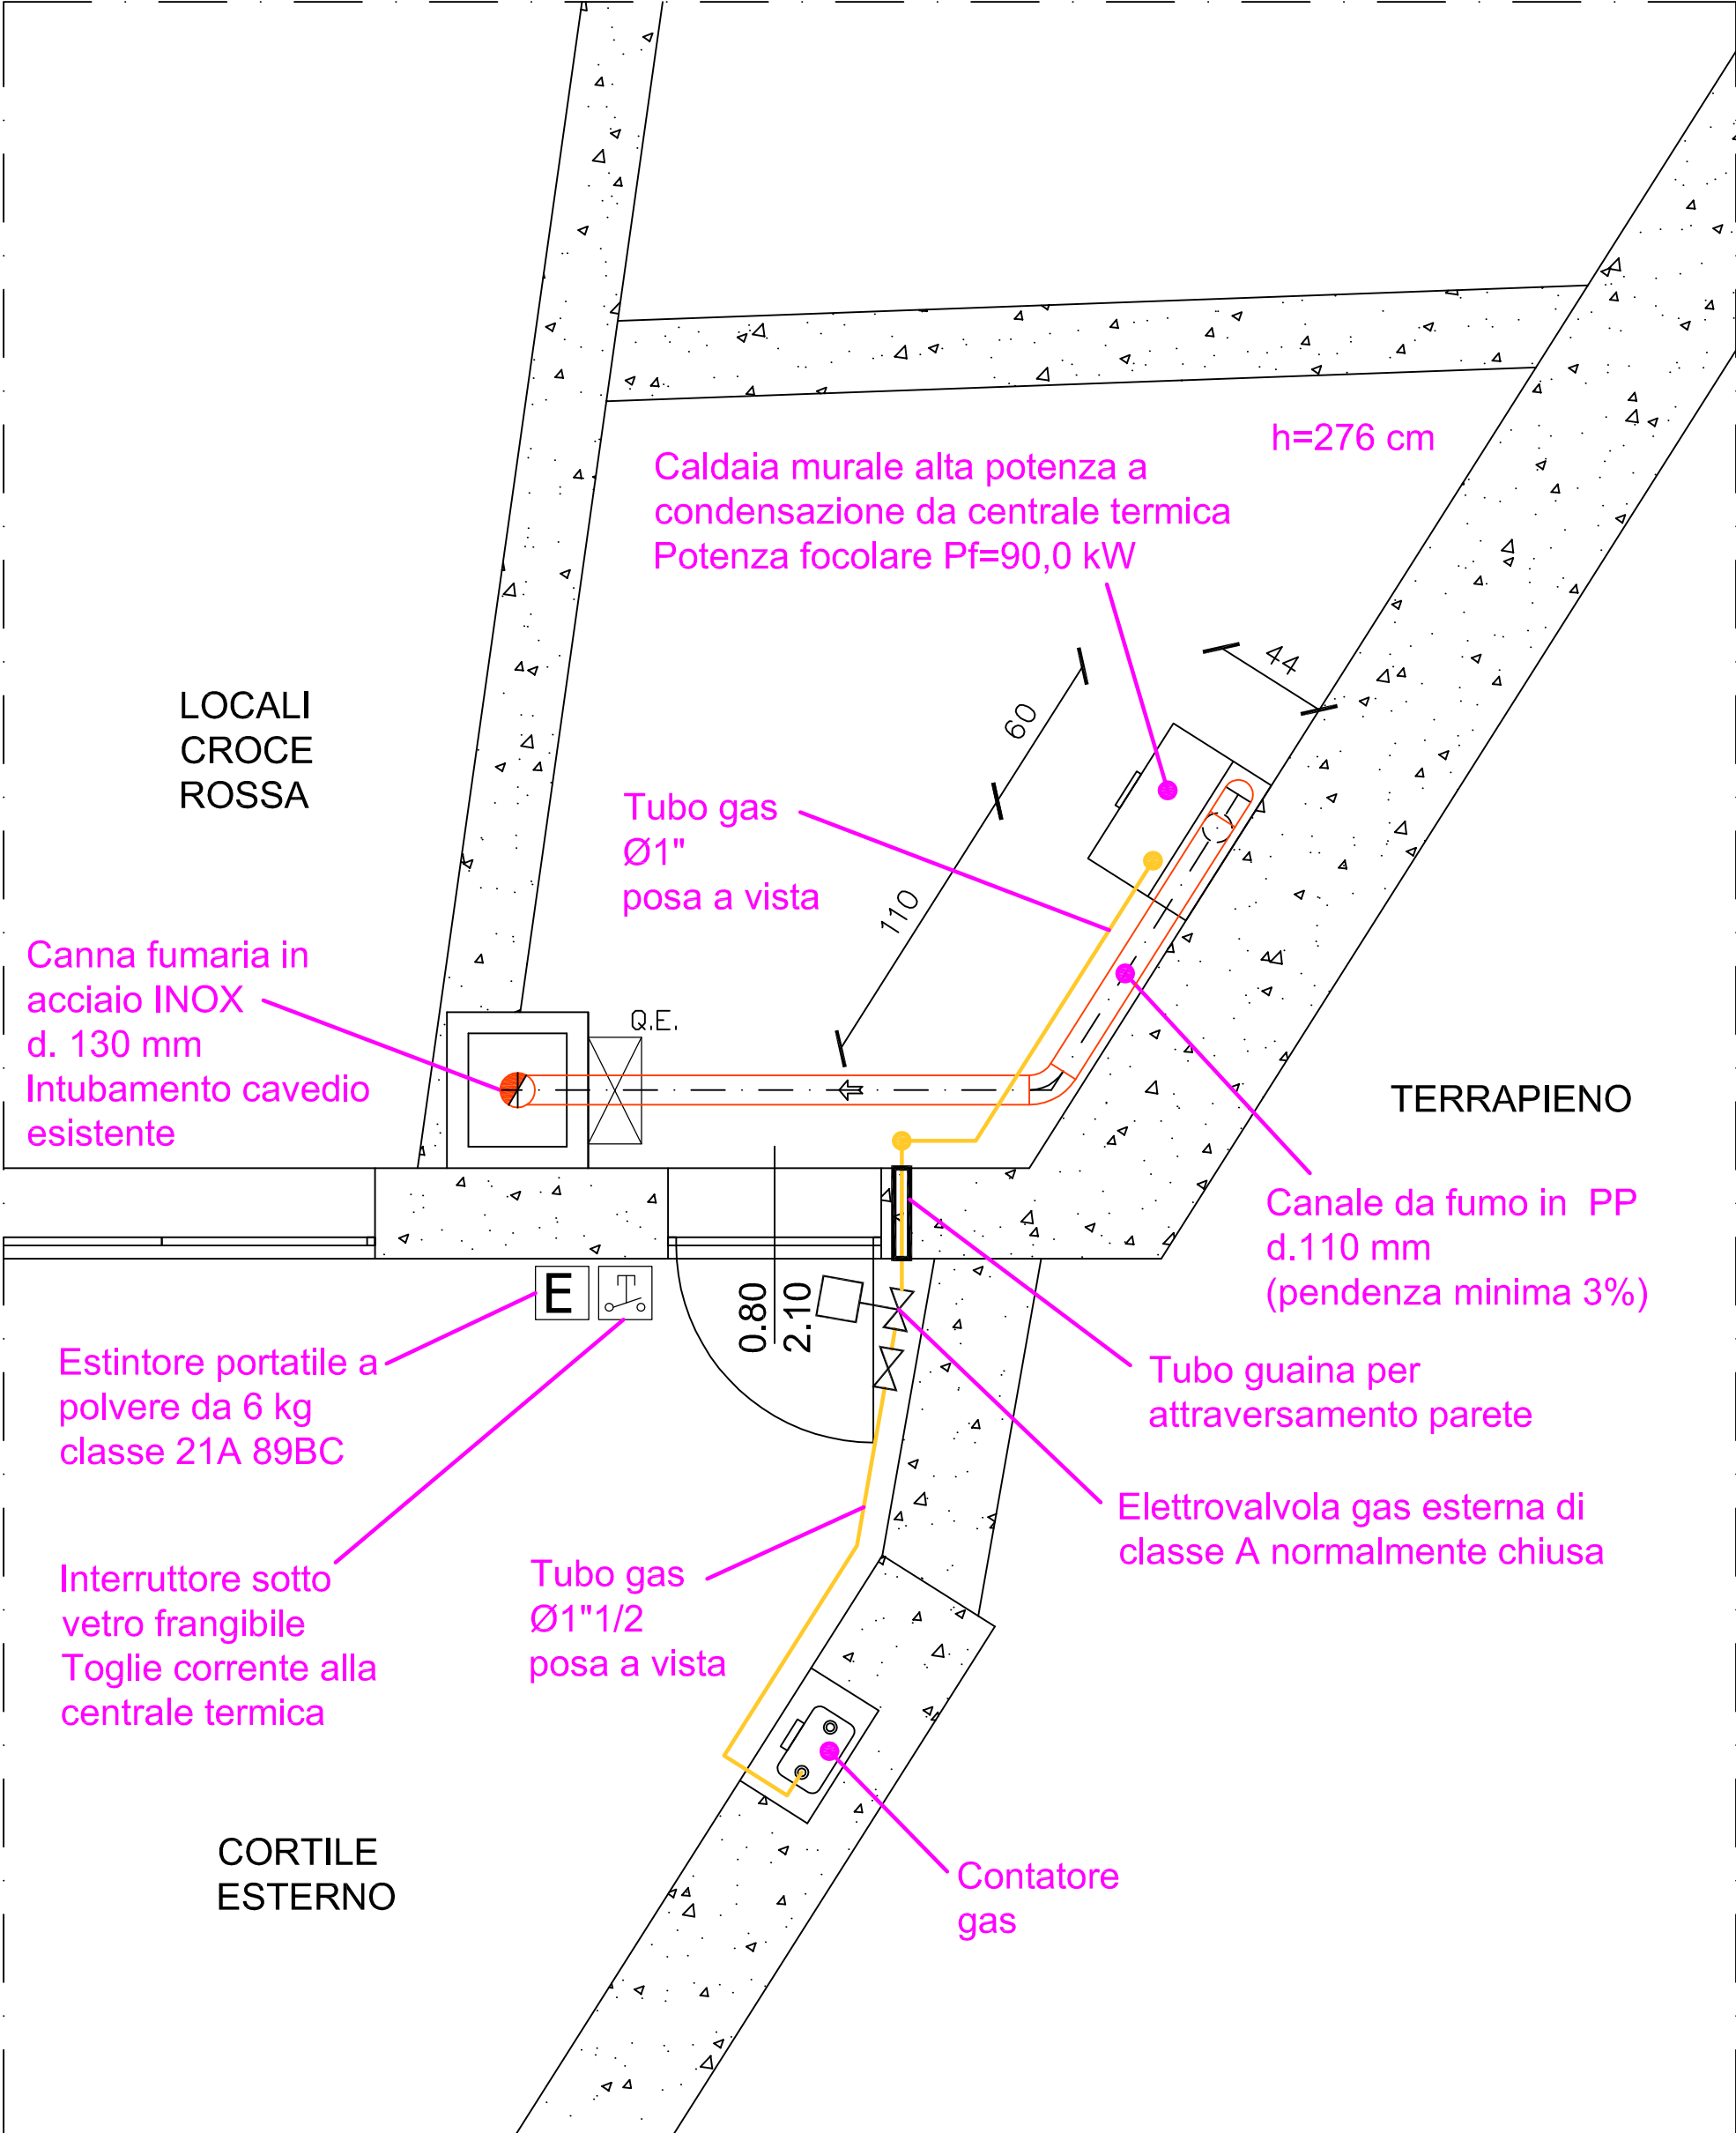 h=276 cm
Caldaia murale alta potenza a
condensazione da centrale termica
Potenza focolare Pf=90,0 kW
44
60
110
LOCALI
CROCE
ROSSA
Tubo gas
Ø1"
posa a vista
Canna fumaria in
acciaio INOX
d. 130 mm
Intubamento cavedio
esistente
Q.E.
TERRAPIENO
Canale da fumo in PP
d.110 mm
(pendenza minima 3%)
E
0.80
2.10
Estintore portatile a
polvere da 6 kg
classe 21A 89BC
Tubo guaina per
attraversamento parete
Elettrovalvola gas esterna di
classe A normalmente chiusa
Interruttore sotto
vetro frangibile
Toglie corrente alla
centrale termica
Tubo gas
Ø1"1/2
posa a vista
CORTILE
ESTERNO
Contatore
gas